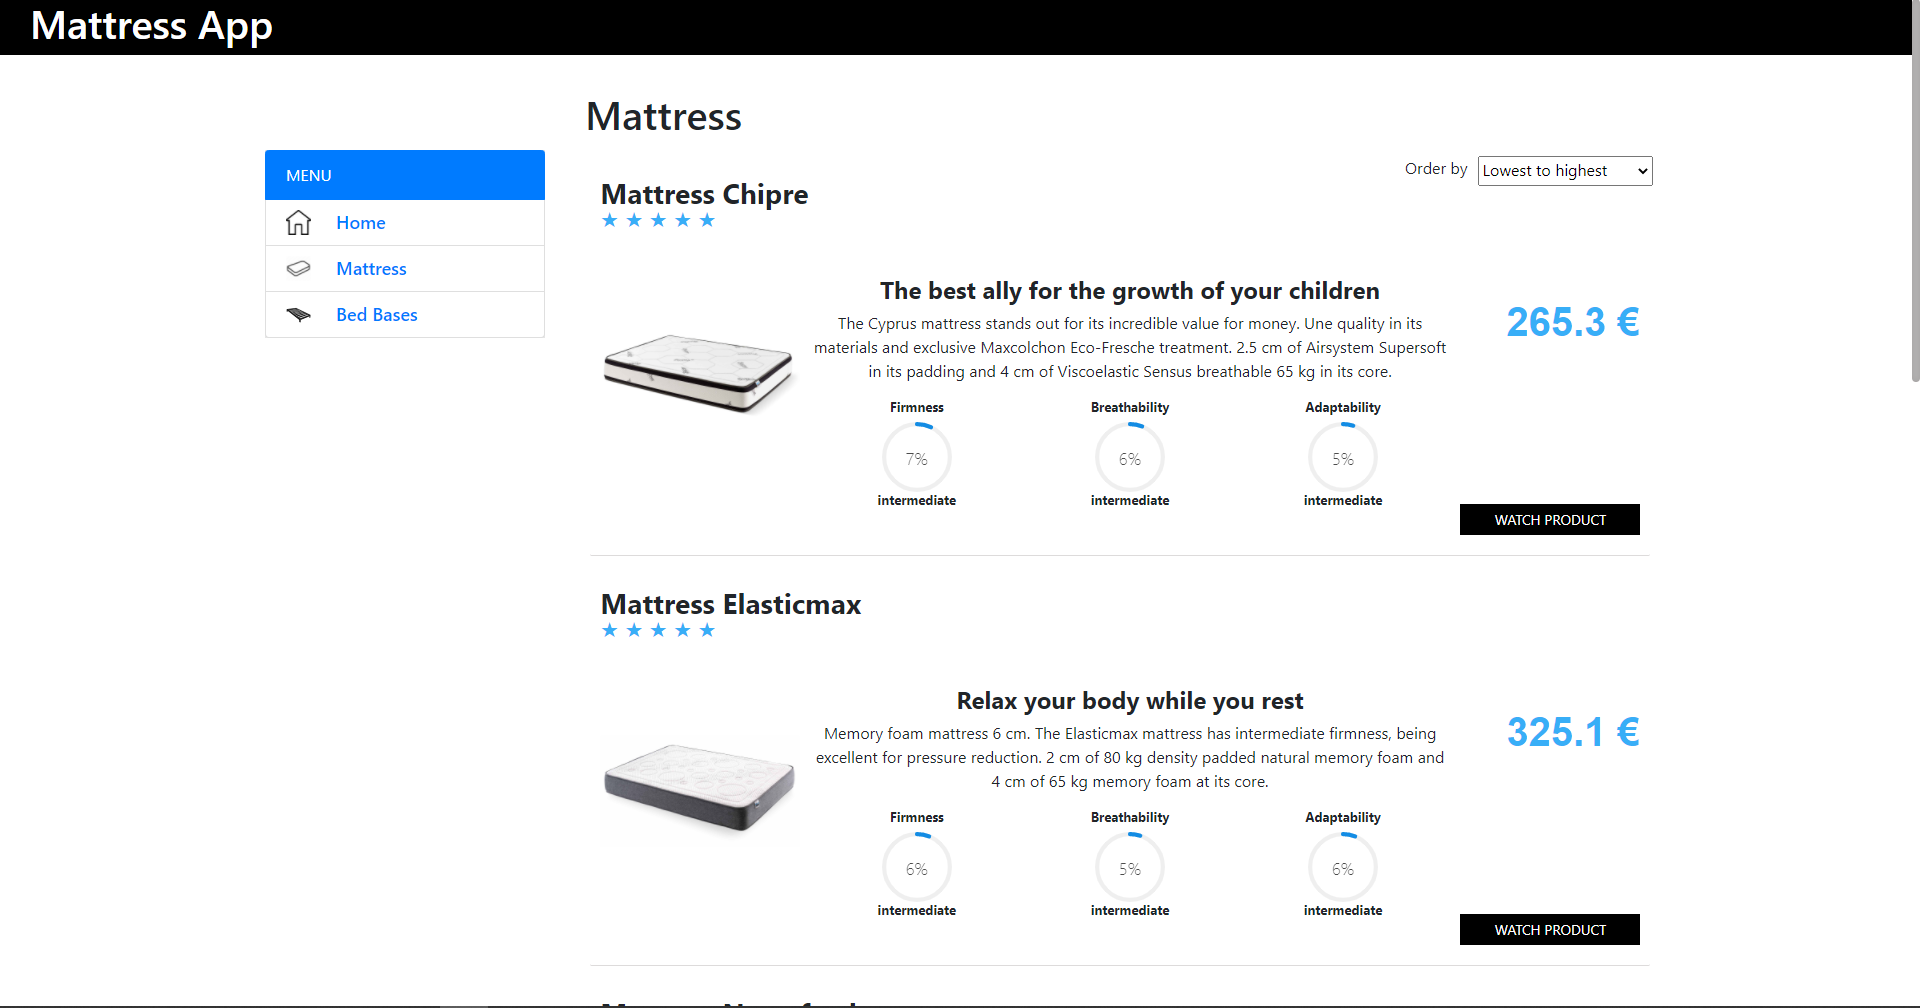 Mattress App
Mattress
MENU
Home
Mattress
Bed Bases
Order by
Lowest to highest
Mattress Chipre
★ ★ ★ ★ ★
The best ally for the growth of your children
The Cyprus mattress stands out for its incredible value for money. Une quality in its
materials and exclusive Maxcolchon Eco-Fresche treatment. 2.5 cm of Airsystem Supersoft
in its padding and 4 cm of Viscoelastic Sensus breathable 65 kg in its core.
265.3 €
Firmness Breathability Adaptability
7% 6% 5%
intermediate intermediate intermediate
WATCH PRODUCT
Mattress Elasticmax
★ ★ ★ ★ ★
Relax your body while you rest
Memory foam mattress 6 cm. The Elasticmax mattress has intermediate firmness, being
excellent for pressure reduction. 2 cm of 80 kg density padded natural memory foam and
4 cm of 65 kg memory foam at its core.
325.1 €
Firmness Breathability Adaptability
6% 5% 6%
intermediate intermediate intermediate
WATCH PRODUCT